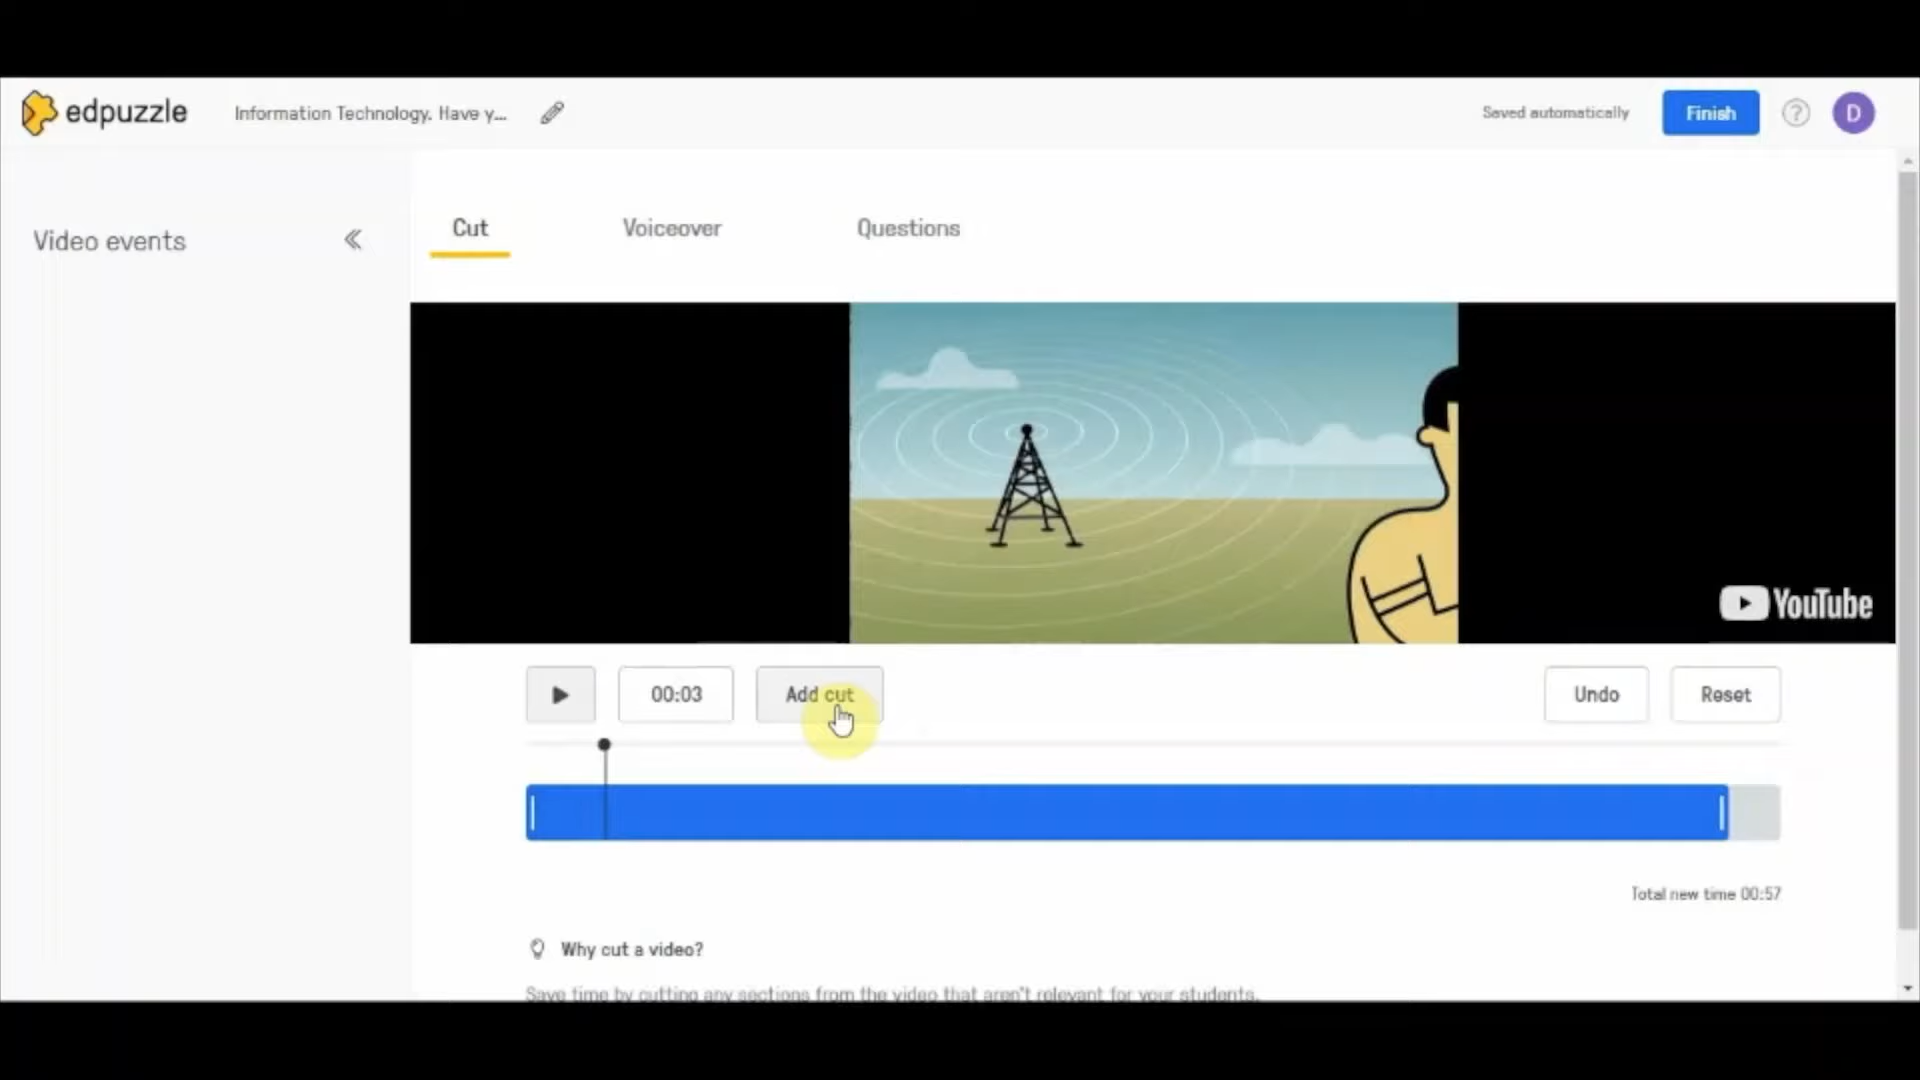 edpuzzle
Information Technology. Have y...
Saved automatically
Finish
?
D
Video events
Cut
Voiceover
Questions
YouTube
00:03
Add cut
Undo
Reset
Total new time 00:57
Why cut a video?
Save time by cutting any sections from the video that aren't relevant for your students.